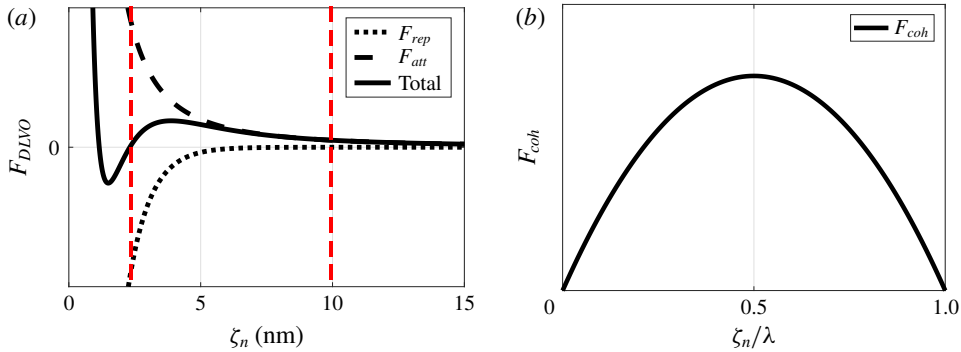 (a)
F_rep
F_att
Total
F_DLVO
0
0
5
10
15
ζ_n (nm)
(b)
F_coh
F_coh
0
0.5
1.0
ζ_n/λ